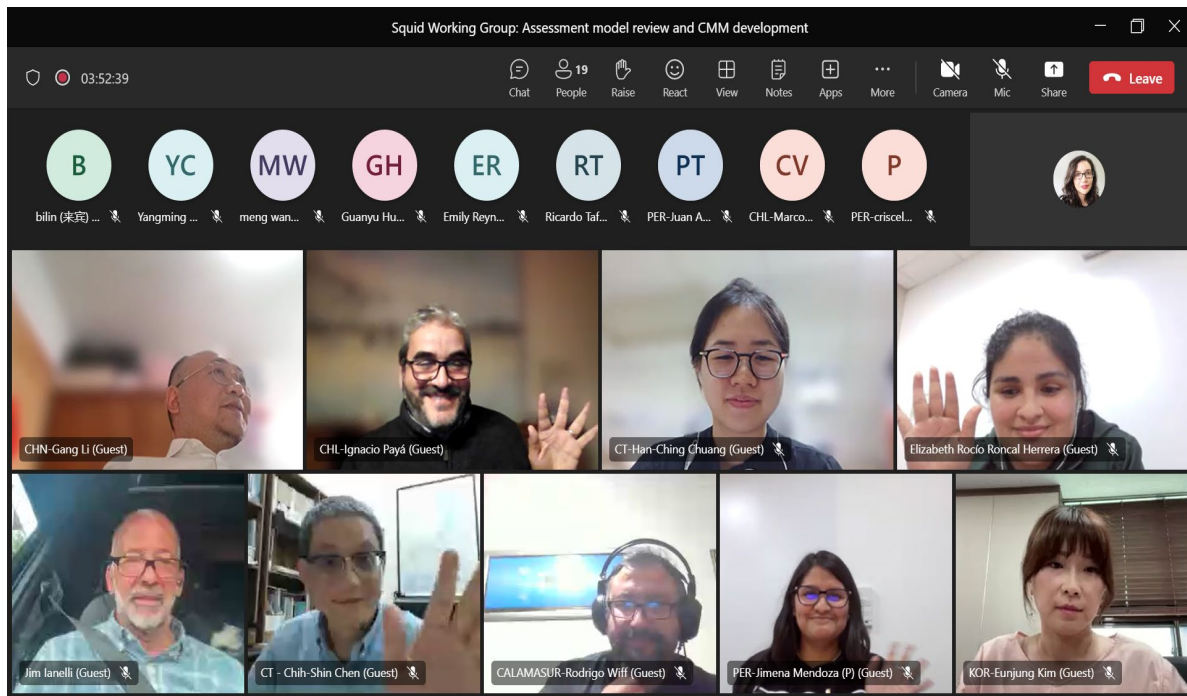 Squid Working Group: Assessment model review and CMM development
03:52:39
19
Chat
People
Raise
React
View
Notes
Apps
More
Camera
Mic
Share
Leave
B
YC
MW
GH
ER
RT
PT
CV
P
bilin (来宾) ...
Yangming ...
meng wan...
Guanyu Hu...
Emily Reyn...
Ricardo Taf...
PER-Juan A...
CHL-Marco...
PER-criscel...
CHN-Gang Li (Guest)
CHL-Ignacio Payá (Guest)
CT-Han-Ching Chuang (Guest)
Elizabeth Rocío Roncal Herrera (Guest)
Jim Ianelli (Guest)
CT - Chih-Shin Chen (Guest)
CALAMASUR-Rodrigo Wiff (Guest)
PER-Jimena Mendoza (P) (Guest)
KOR-Eunjung Kim (Guest)